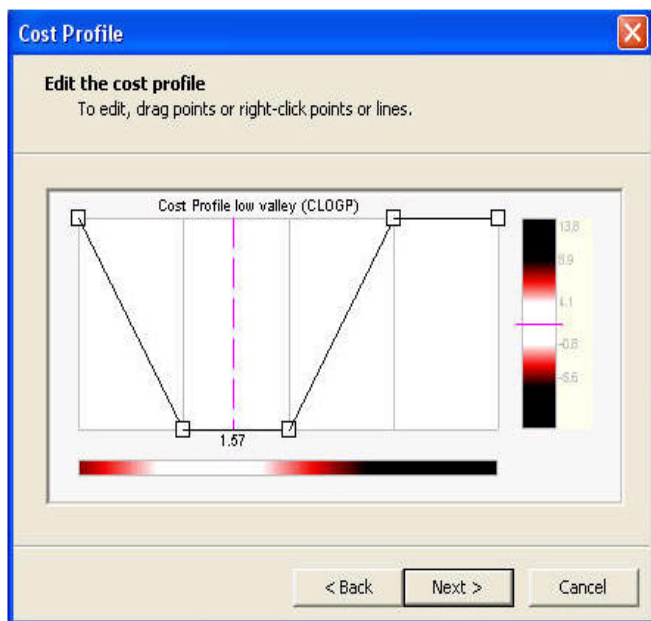 Cost Profile
Edit the cost profile
To edit, drag points or right-click points or lines.
Cost Profile low valley (CLOGP)
13.8
8.9
4.1
-0.8
-5.6
1.57
< Back
Next >
Cancel